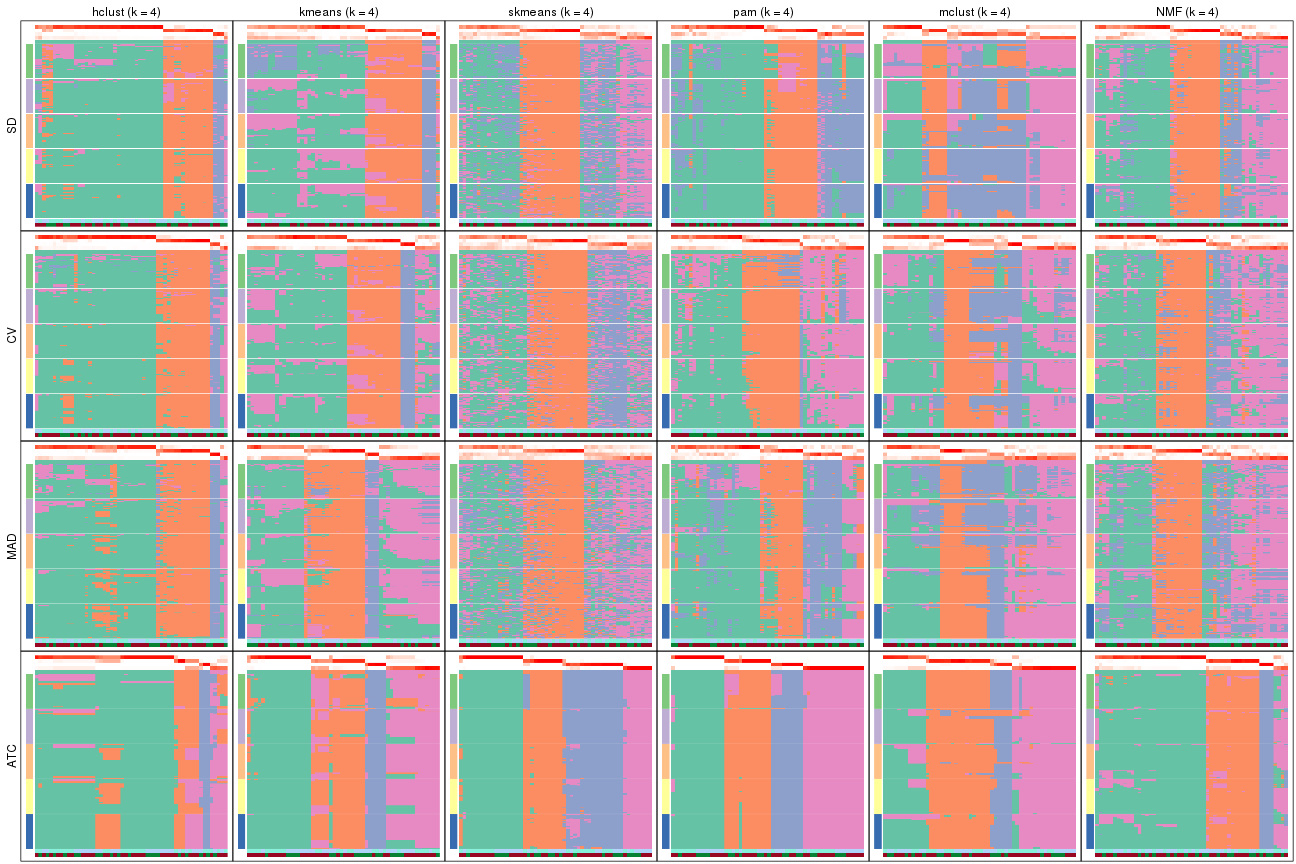 hclust (k = 4)
kmeans (k = 4)
skmeans (k = 4)
pam (k = 4)
mclust (k = 4)
NMF (k = 4)
SD
CV
MAD
ATC